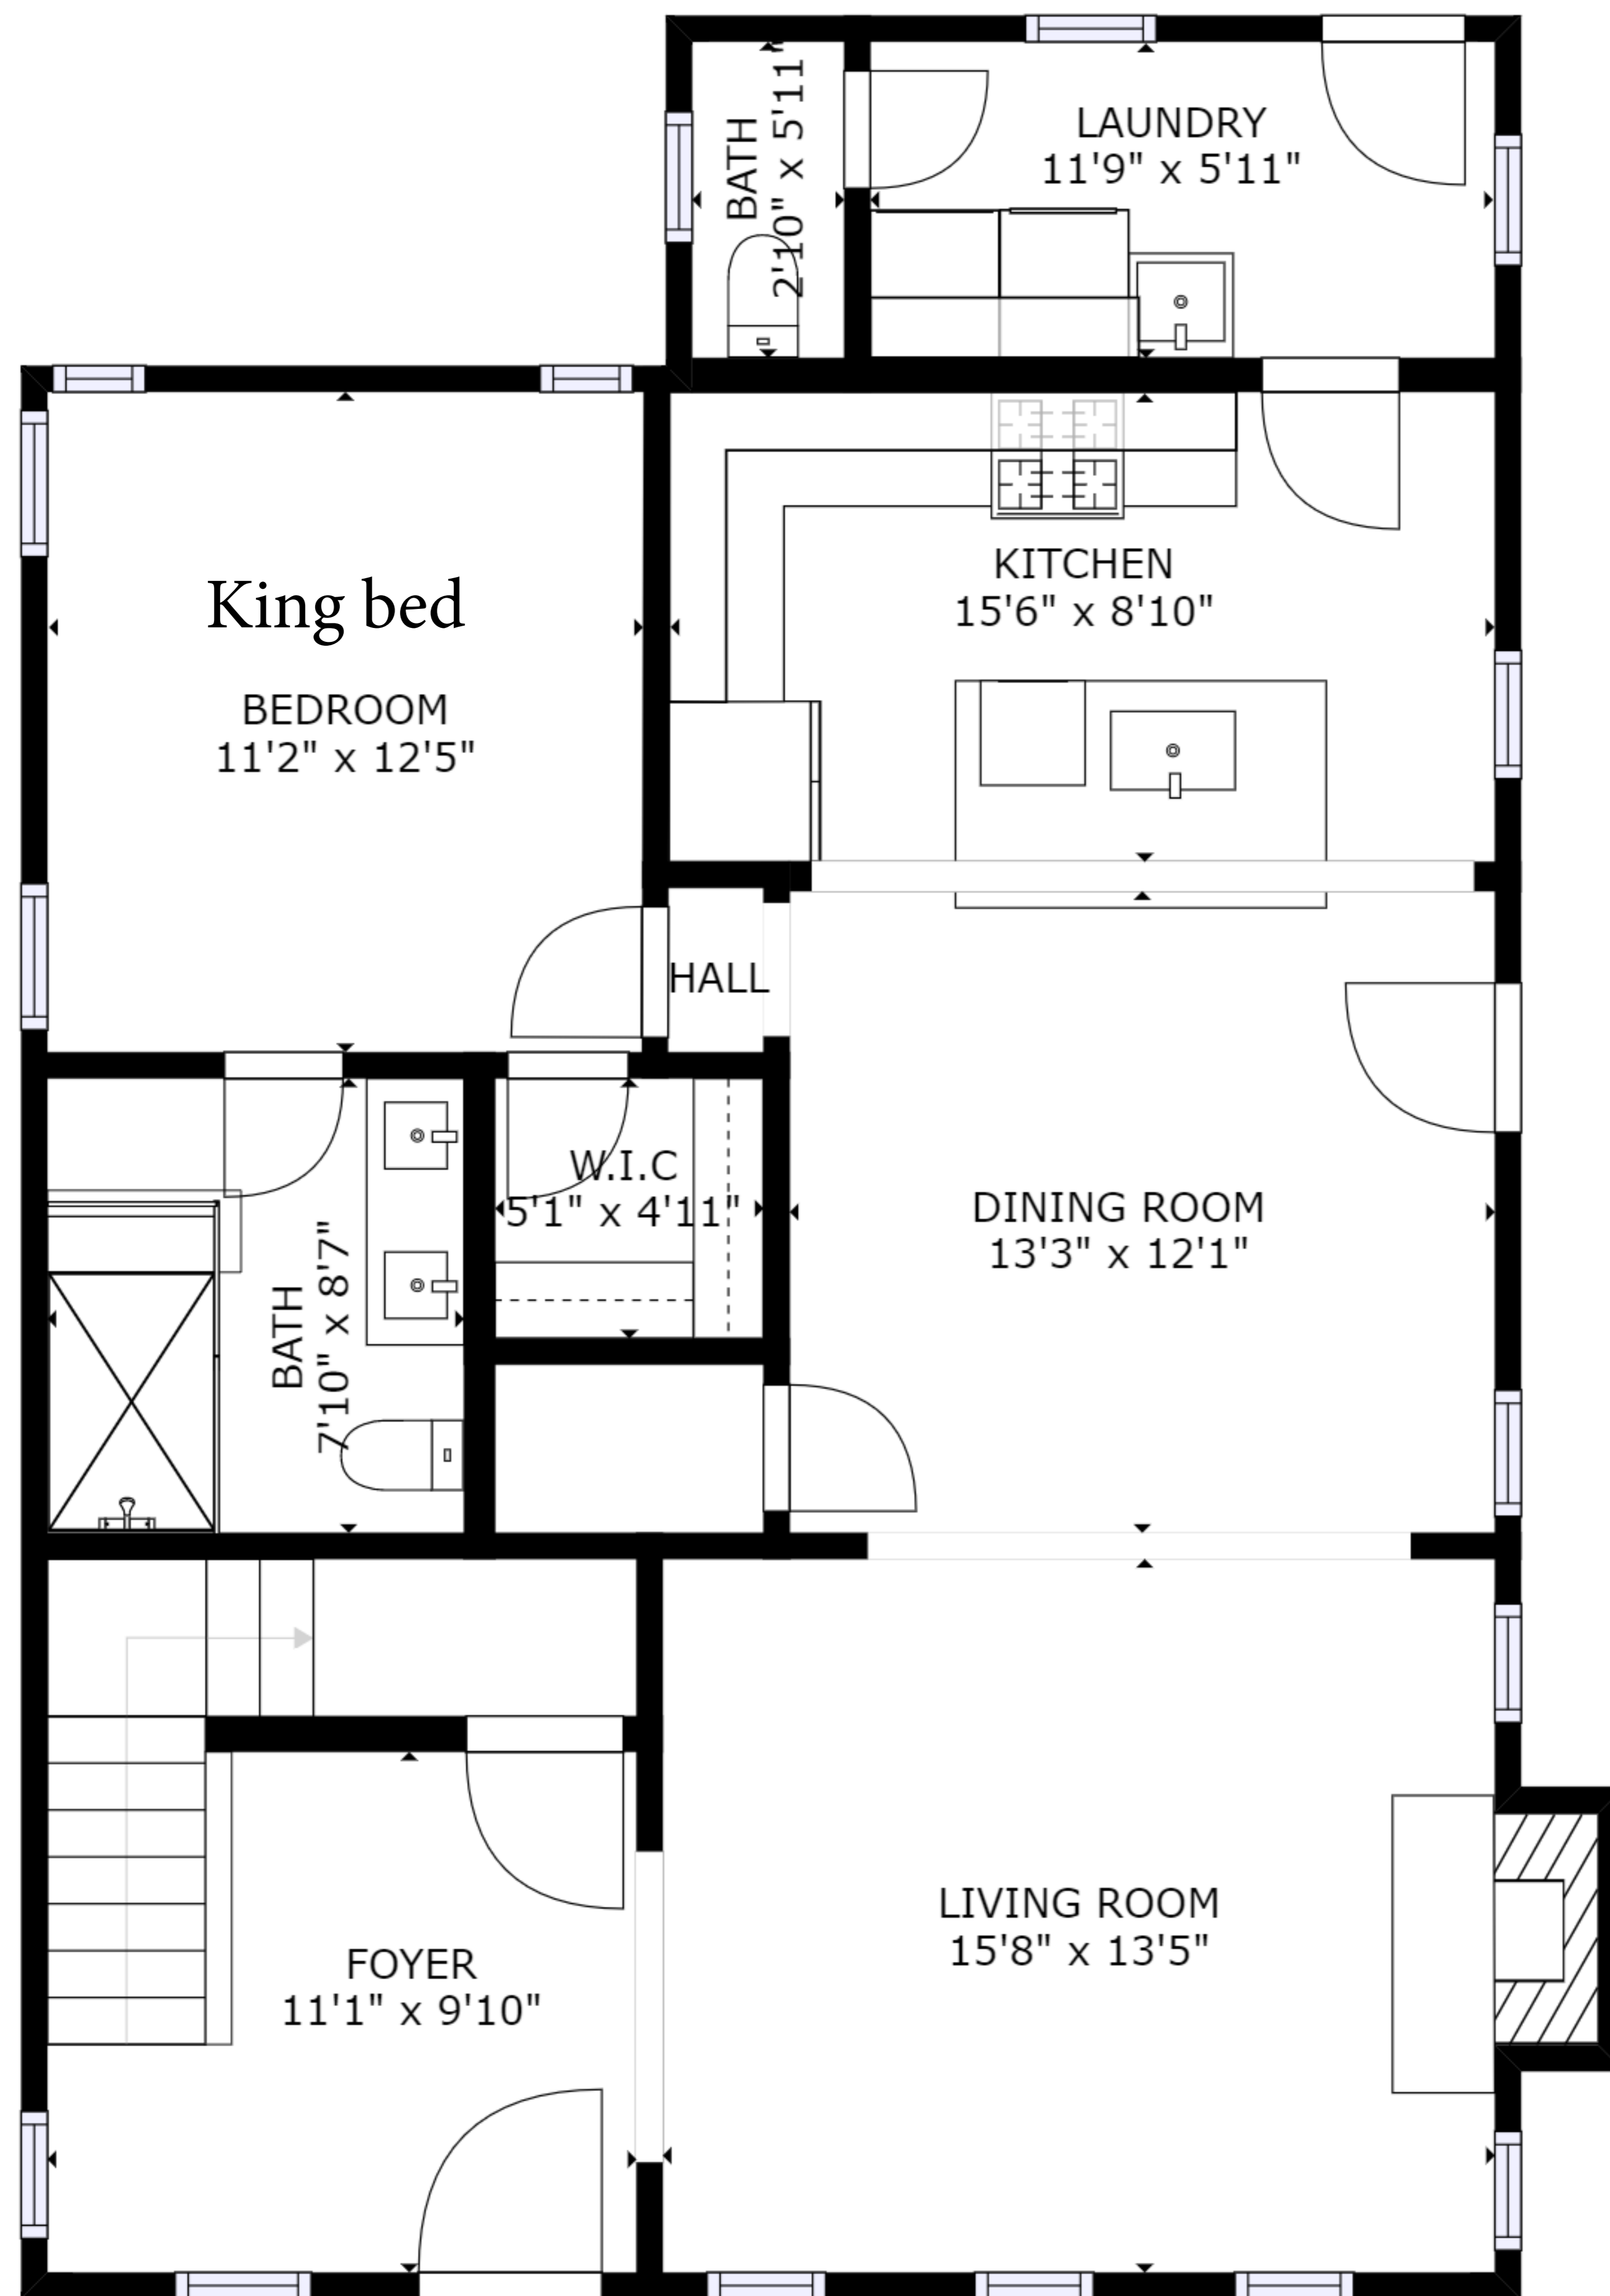 BATH
2'10" x 5'11"
LAUNDRY
11'9" x 5'11"
King bed
BEDROOM
11'2" x 12'5"
KITCHEN
15'6" x 8'10"
HALL
W.I.C
5'1" x 4'11"
DINING ROOM
13'3" x 12'1"
BATH
7'10" x 8'7"
FOYER
11'1" x 9'10"
LIVING ROOM
15'8" x 13'5"